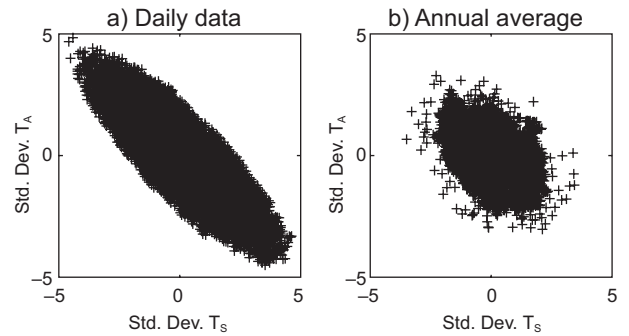 a) Daily data
5
0
−5
−5
0
5
Std. Dev. T_A
Std. Dev. T_S
b) Annual average
5
0
−5
−5
0
5
Std. Dev. T_A
Std. Dev. T_S